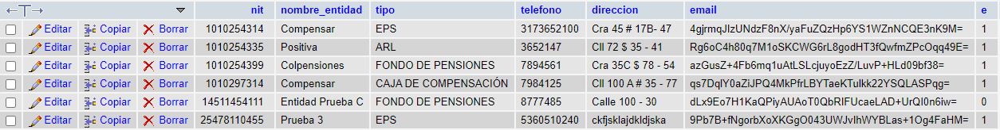 ←T→ nit nombre_entidad tipo telefono direccion email e
Editar Copiar Borrar 1010254314 Compensar EPS 3173652100 Cra 45 # 17B- 47 4gjrmqJIzUNdzF8nX/yaFuZQzHp6YS1WZnNCQE3nK9M= 1
Editar Copiar Borrar 1010254335 Positiva ARL 3652147 Cll 72 $ 35 - 41 Rg6oC4h80q7M1oSKCWG6rL8godHT3fQwfmZPcOqq49E= 1
Editar Copiar Borrar 1010254399 Colpensiones FONDO DE PENSIONES 7894561 Cra 35C $ 78 - 54 azGusZ+4Fb6mq1uAtLSLcjuyoEzZ/LuvP+HLd09bf38= 1
Editar Copiar Borrar 1010297314 Compensar CAJA DE COMPENSACIÓN 7984125 Cll 100 A # 35 - 77 qs7DqlY0aZiJPQ4MkPfrLBYTaeKTulkk22YSQLASPqg= 1
Editar Copiar Borrar 14511454111 Entidad Prueba C FONDO DE PENSIONES 8777485 Calle 100 - 30 dLx9Eo7H1KaQPiyAUAoT0QbRIFUcaeLAD+UrQI0n6iw= 0
Editar Copiar Borrar 25478110455 Prueba 3 EPS 5360510240 ckfjsklajdkldjska 9Pb7B+fNgorbXoXKGgO043UWJvIhWYBLas+1Og4FaHM= 1